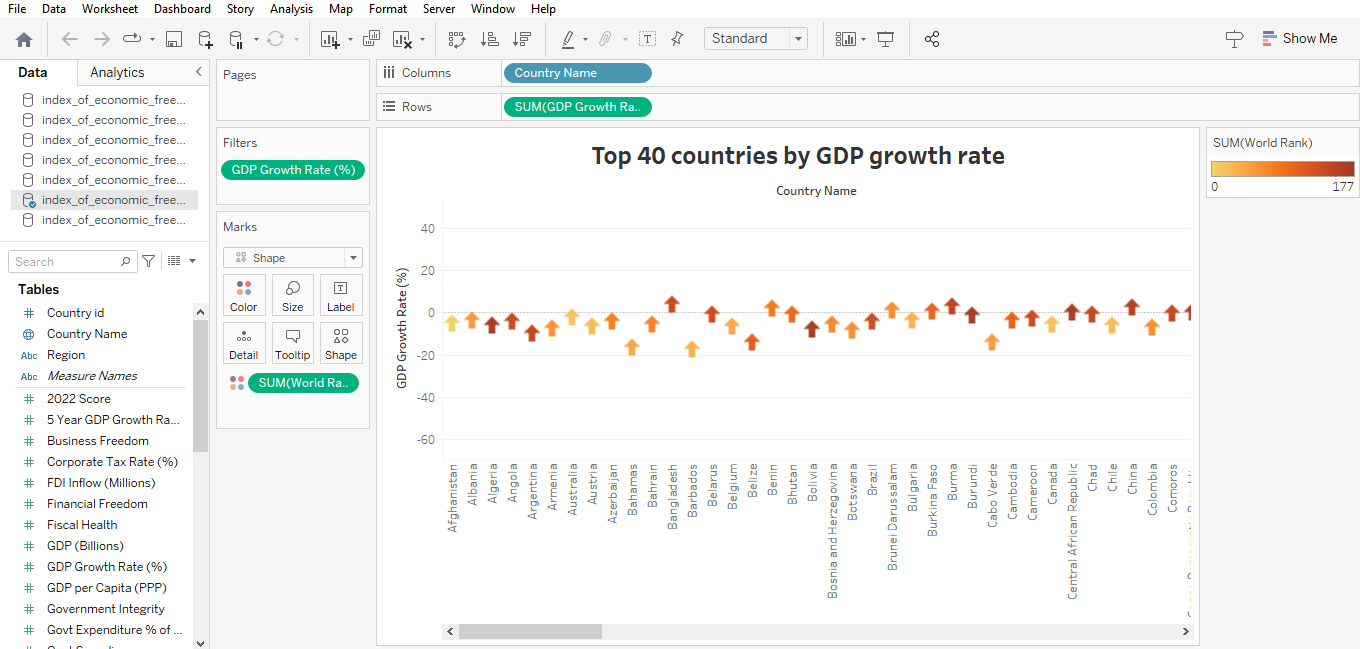 File Data Worksheet Dashboard Story Analysis Map Format Server Window Help
Standard
Show Me
Data Analytics
index_of_economic_free...
index_of_economic_free...
index_of_economic_free...
index_of_economic_free...
index_of_economic_free...
index_of_economic_free...
index_of_economic_free...
Search
Tables
Country id
Country Name
Abc Region
Abc Measure Names
2022 Score
5 Year GDP Growth Ra...
Business Freedom
Corporate Tax Rate (%)
FDI Inflow (Millions)
Financial Freedom
Fiscal Health
GDP (Billions)
GDP Growth Rate (%)
GDP per Capita (PPP)
Government Integrity
Govt Expenditure % of ...
Pages
Filters
GDP Growth Rate (%)
Marks
Shape
Color Size Label
Detail Tooltip Shape
SUM(World Ra..
Columns Country Name
Rows SUM(GDP Growth Ra..
Top 40 countries by GDP growth rate
Country Name
GDP Growth Rate (%)
40
20
0
-20
-40
-60
Afghanistan
Albania
Algeria
Angola
Argentina
Armenia
Australia
Austria
Azerbaijan
Bahamas
Bahrain
Bangladesh
Barbados
Belarus
Belgium
Belize
Benin
Bhutan
Bolivia
Bosnia and Herzegovina
Botswana
Brazil
Brunei Darussalam
Bulgaria
Burkina Faso
Burma
Burundi
Cabo Verde
Cambodia
Cameroon
Canada
Central African Republic
Chad
Chile
China
Colombia
Comoros
SUM(World Rank)
0 177